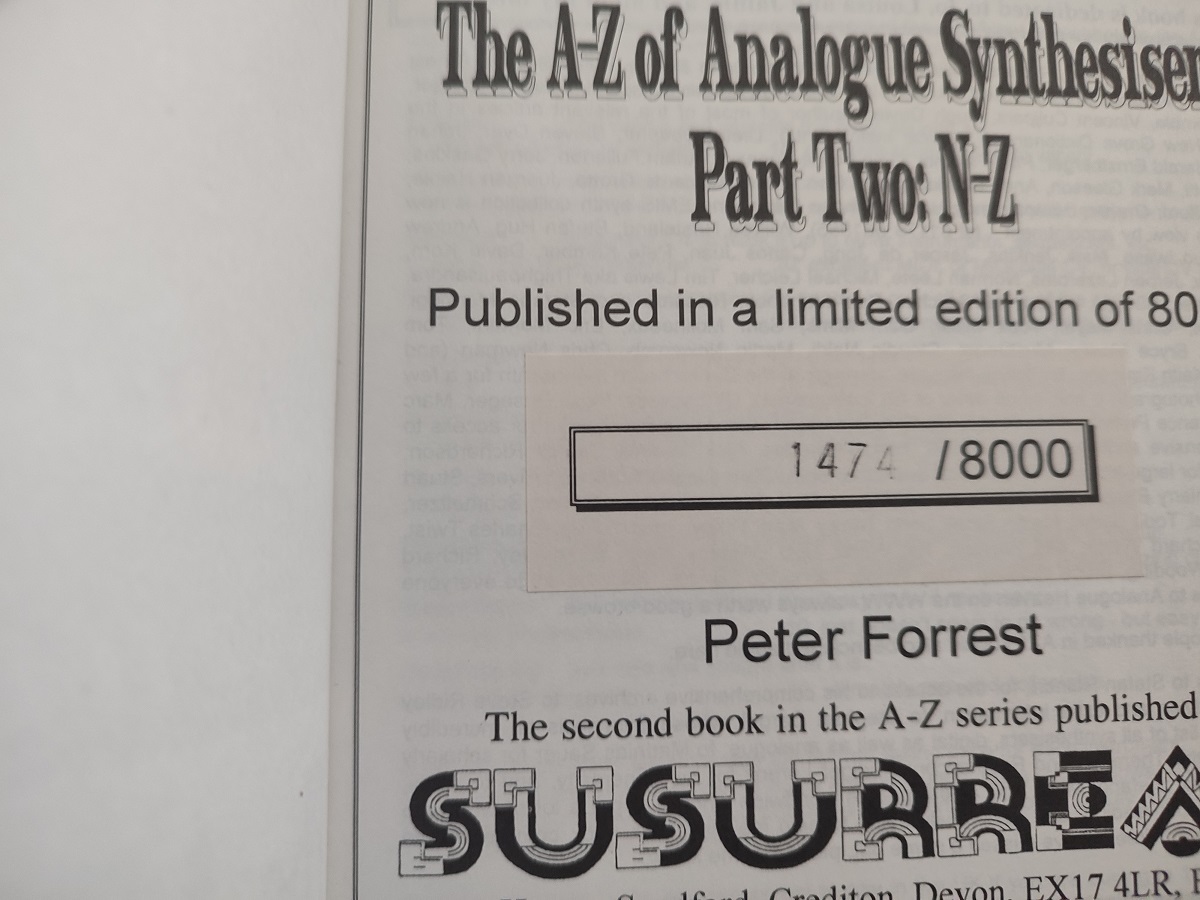 The A-Z of Analogue Synthesiser
Part Two: N-Z
Published in a limited edition of 80
1474 /8000
Peter Forrest
The second book in the A-Z series published
SUSURREA
Crediton, Devon, EX17 4LR,